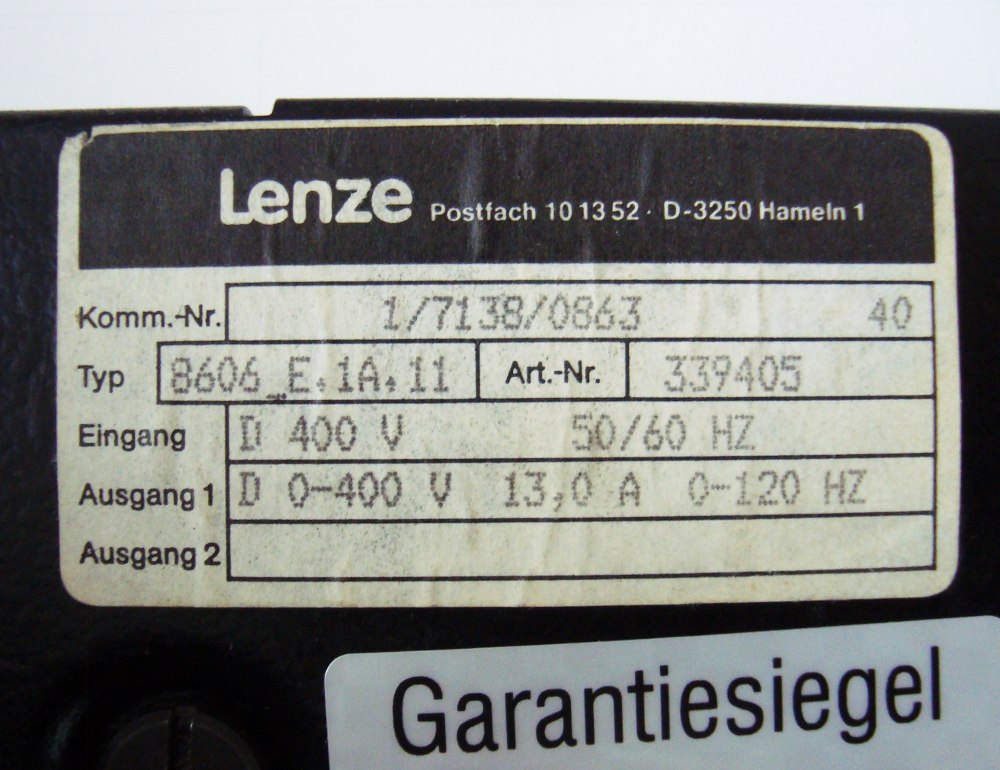 Lenze Postfach 10 13 52 · D-3250 Hameln 1
Komm.-Nr. 1/7138/0863 40
Typ 8606_E.1A.11 Art.-Nr. 339405
Eingang D 400 V 50/60 HZ
Ausgang 1 D 0-400 V 13,0 A 0-120 HZ
Ausgang 2
Garantiesiegel